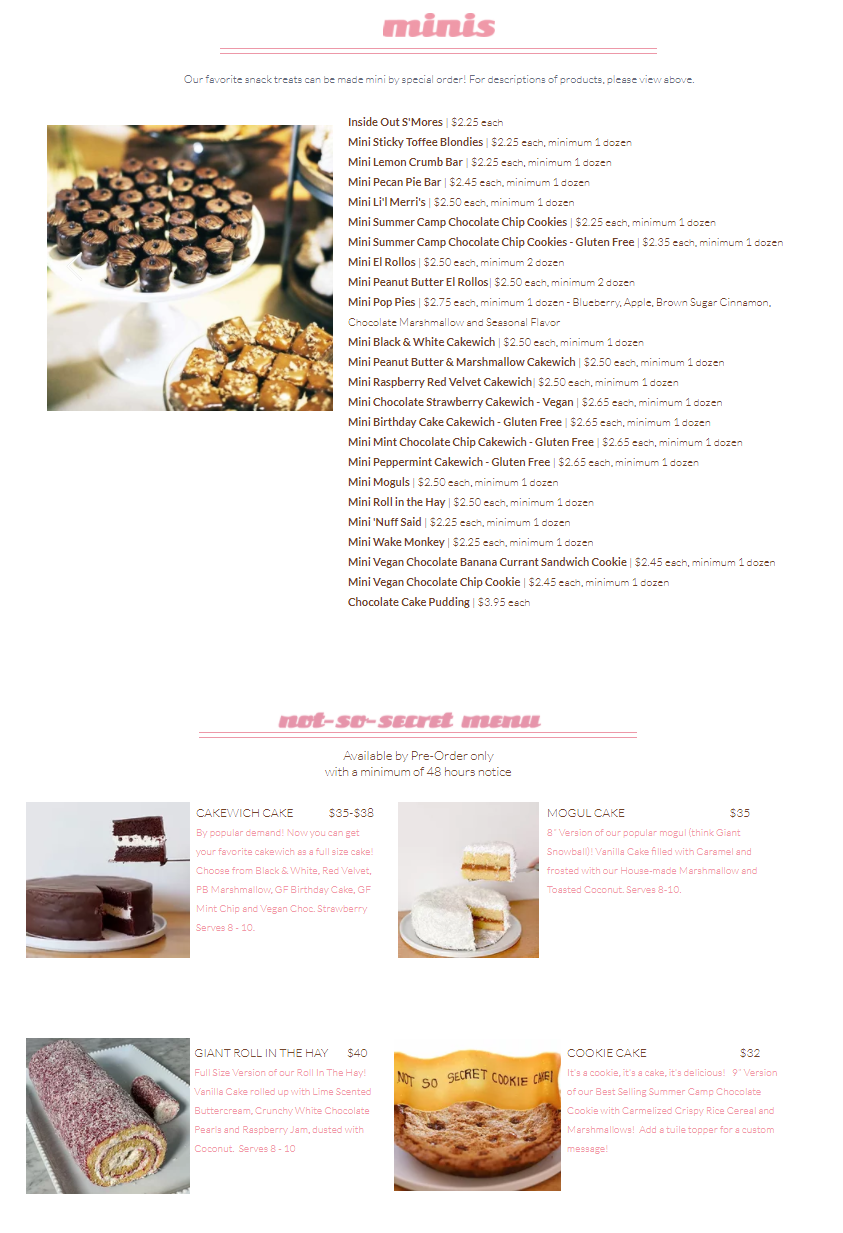 minis
Our favorite snack treats can be made mini by special order! For descriptions of products, please view above.
Inside Out S'Mores | $2.25 each
Mini Sticky Toffee Blondies | $2.25 each, minimum 1 dozen
Mini Lemon Crumb Bar | $2.25 each, minimum 1 dozen
Mini Pecan Pie Bar | $2.45 each, minimum 1 dozen
Mini Li'l Merri's | $2.50 each, minimum 1 dozen
Mini Summer Camp Chocolate Chip Cookies | $2.25 each, minimum 1 dozen
Mini Summer Camp Chocolate Chip Cookies - Gluten Free | $2.35 each, minimum 1 dozen
Mini El Rollos | $2.50 each, minimum 2 dozen
Mini Peanut Butter El Rollos| $2.50 each, minimum 2 dozen
Mini Pop Pies | $2.75 each, minimum 1 dozen - Blueberry, Apple, Brown Sugar Cinnamon,
Chocolate Marshmallow and Seasonal Flavor
Mini Black & White Cakewich | $2.50 each, minimum 1 dozen
Mini Peanut Butter & Marshmallow Cakewich | $2.50 each, minimum 1 dozen
Mini Raspberry Red Velvet Cakewich| $2.50 each, minimum 1 dozen
Mini Chocolate Strawberry Cakewich - Vegan | $2.65 each, minimum 1 dozen
Mini Birthday Cake Cakewich - Gluten Free | $2.65 each, minimum 1 dozen
Mini Mint Chocolate Chip Cakewich - Gluten Free | $2.65 each, minimum 1 dozen
Mini Peppermint Cakewich - Gluten Free | $2.65 each, minimum 1 dozen
Mini Moguls | $2.50 each, minimum 1 dozen
Mini Roll in the Hay | $2.50 each, minimum 1 dozen
Mini 'Nuff Said | $2.25 each, minimum 1 dozen
Mini Wake Monkey | $2.25 each, minimum 1 dozen
Mini Vegan Chocolate Banana Currant Sandwich Cookie | $2.45 each, minimum 1 dozen
Mini Vegan Chocolate Chip Cookie | $2.45 each, minimum 1 dozen
Chocolate Cake Pudding | $3.95 each
not-so-secret menu
Available by Pre-Order only
with a minimum of 48 hours notice
CAKEWICH CAKE $35-$38
By popular demand! Now you can get
your favorite cakewich as a full size cake!
Choose from Black & White, Red Velvet,
PB Marshmallow, GF Birthday Cake, GF
Mint Chip and Vegan Choc. Strawberry
Serves 8 - 10.
MOGUL CAKE $35
8" Version of our popular mogul (think Giant
Snowball)! Vanilla Cake filled with Caramel and
frosted with our House-made Marshmallow and
Toasted Coconut. Serves 8-10.
GIANT ROLL IN THE HAY $40
Full Size Version of our Roll In The Hay!
Vanilla Cake rolled up with Lime Scented
Buttercream, Crunchy White Chocolate
Pearls and Raspberry Jam, dusted with
Coconut. Serves 8 - 10
NOT SO SECRET COOKIE CAKE!
COOKIE CAKE $32
It's a cookie, it's a cake, it's delicious! 9" Version
of our Best Selling Summer Camp Chocolate
Cookie with Carmelized Crispy Rice Cereal and
Marshmallows! Add a tulle topper for a custom
message!